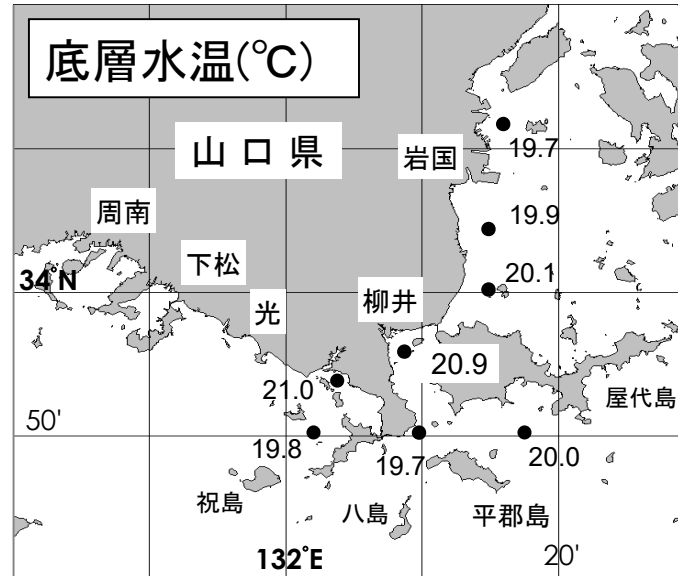 底層水温(℃)
山口県
岩国
19.7
周南
19.9
下松
34°N
20.1
光
柳井
20.9
21.0
屋代島
50'
19.8
19.7
20.0
祝島
八島
平郡島
132°E
20'